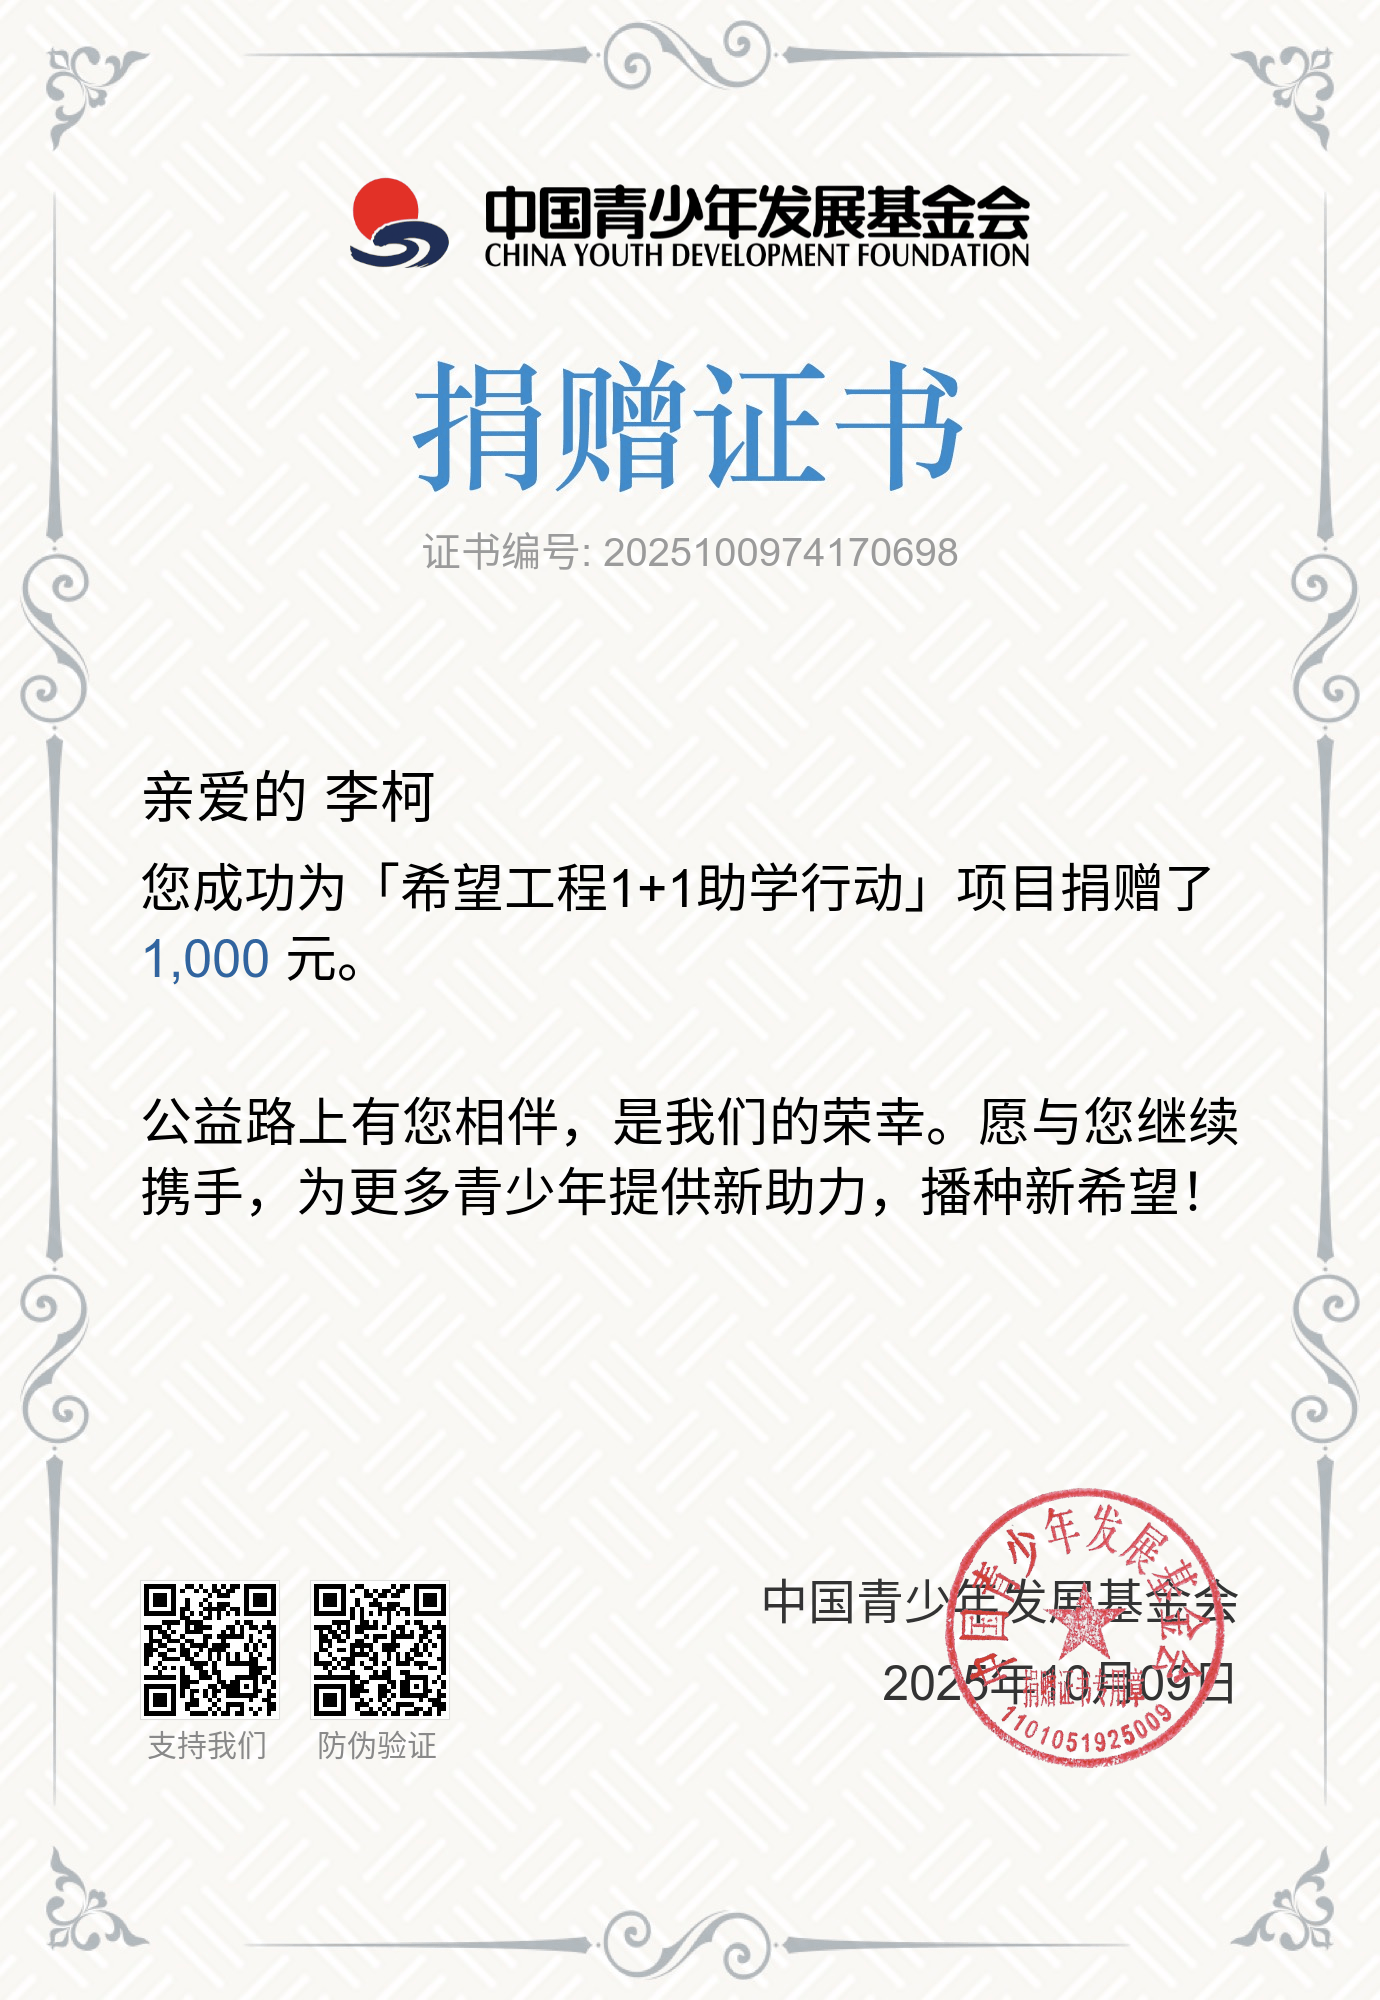 中国青少年发展基金会
CHINA YOUTH DEVELOPMENT FOUNDATION
捐赠证书
证书编号: 2025100974170698
亲爱的 李柯
您成功为「希望工程1+1助学行动」项目捐赠了
1,000 元。
公益路上有您相伴，是我们的荣幸。愿与您继续
携手，为更多青少年提供新助力，播种新希望！
中国青少年发展基金会
2025年10月09日
中国青少年发展基金会
捐赠证书专用章
1101051925009
支持我们
防伪验证